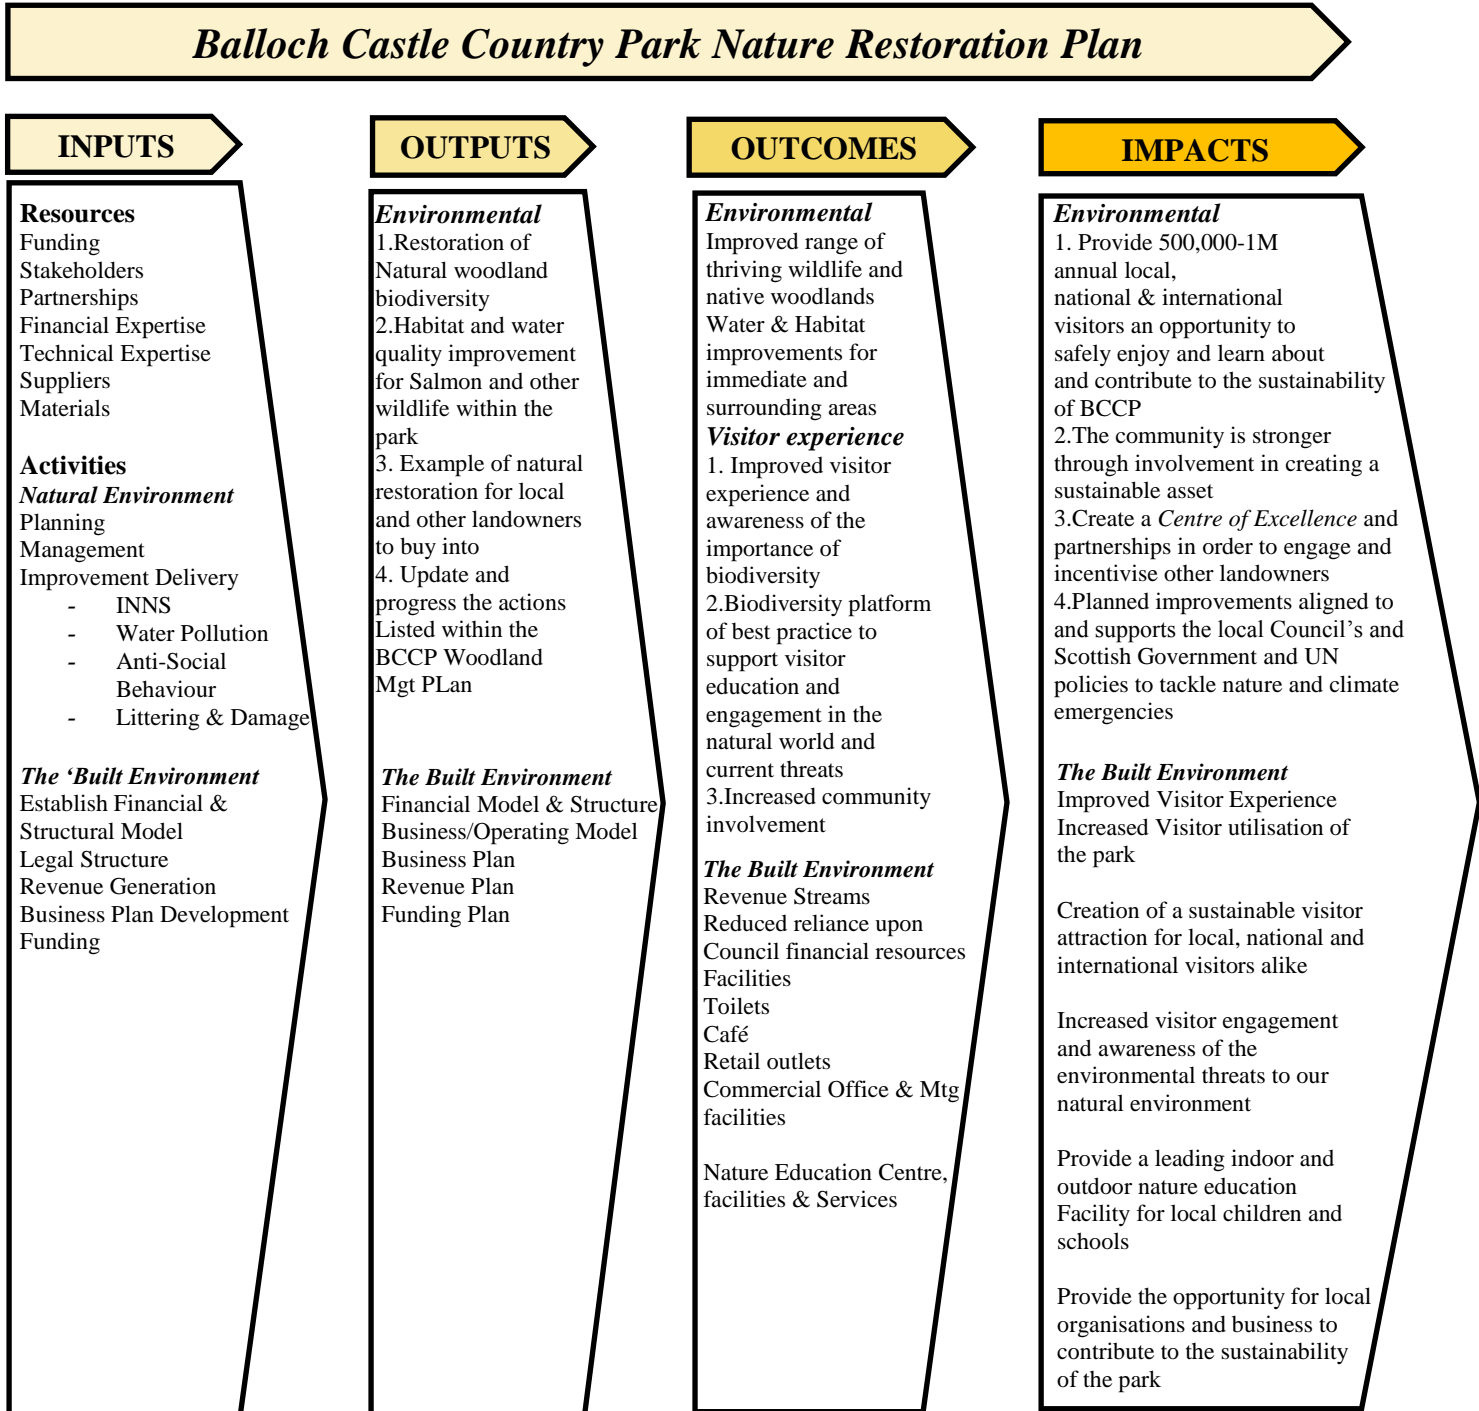 Balloch Castle Country Park Nature Restoration Plan
INPUTS
Resources
Funding
Stakeholders
Partnerships
Financial Expertise
Technical Expertise
Suppliers
Materials
Activities
Natural Environment
Planning
Management
Improvement Delivery
- INNS
- Water Pollution
- Anti-Social
Behaviour
- Littering & Damage
The ‘Built Environment
Establish Financial &
Structural Model
Legal Structure
Revenue Generation
Business Plan Development
Funding
OUTPUTS
Environmental
1.Restoration of
Natural woodland
biodiversity
2.Habitat and water
quality improvement
for Salmon and other
wildlife within the
park
3. Example of natural
restoration for local
and other landowners
to buy into
4. Update and
progress the actions
Listed within the
BCCP Woodland
Mgt PLan
The Built Environment
Financial Model & Structure
Business/Operating Model
Business Plan
Revenue Plan
Funding Plan
OUTCOMES
Environmental
Improved range of
thriving wildlife and
native woodlands
Water & Habitat
improvements for
immediate and
surrounding areas
Visitor experience
1. Improved visitor
experience and
awareness of the
importance of
biodiversity
2.Biodiversity platform
of best practice to
support visitor
education and
engagement in the
natural world and
current threats
3.Increased community
involvement
The Built Environment
Revenue Streams
Reduced reliance upon
Council financial resources
Facilities
Toilets
Café
Retail outlets
Commercial Office & Mtg
facilities
Nature Education Centre,
facilities & Services
IMPACTS
Environmental
1. Provide 500,000-1M
annual local,
national & international
visitors an opportunity to
safely enjoy and learn about
and contribute to the sustainability
of BCCP
2.The community is stronger
through involvement in creating a
sustainable asset
3.Create a Centre of Excellence and
partnerships in order to engage and
incentivise other landowners
4.Planned improvements aligned to
and supports the local Council’s and
Scottish Government and UN
policies to tackle nature and climate
emergencies
The Built Environment
Improved Visitor Experience
Increased Visitor utilisation of
the park
Creation of a sustainable visitor
attraction for local, national and
international visitors alike
Increased visitor engagement
and awareness of the
environmental threats to our
natural environment
Provide a leading indoor and
outdoor nature education
Facility for local children and
schools
Provide the opportunity for local
organisations and business to
contribute to the sustainability
of the park